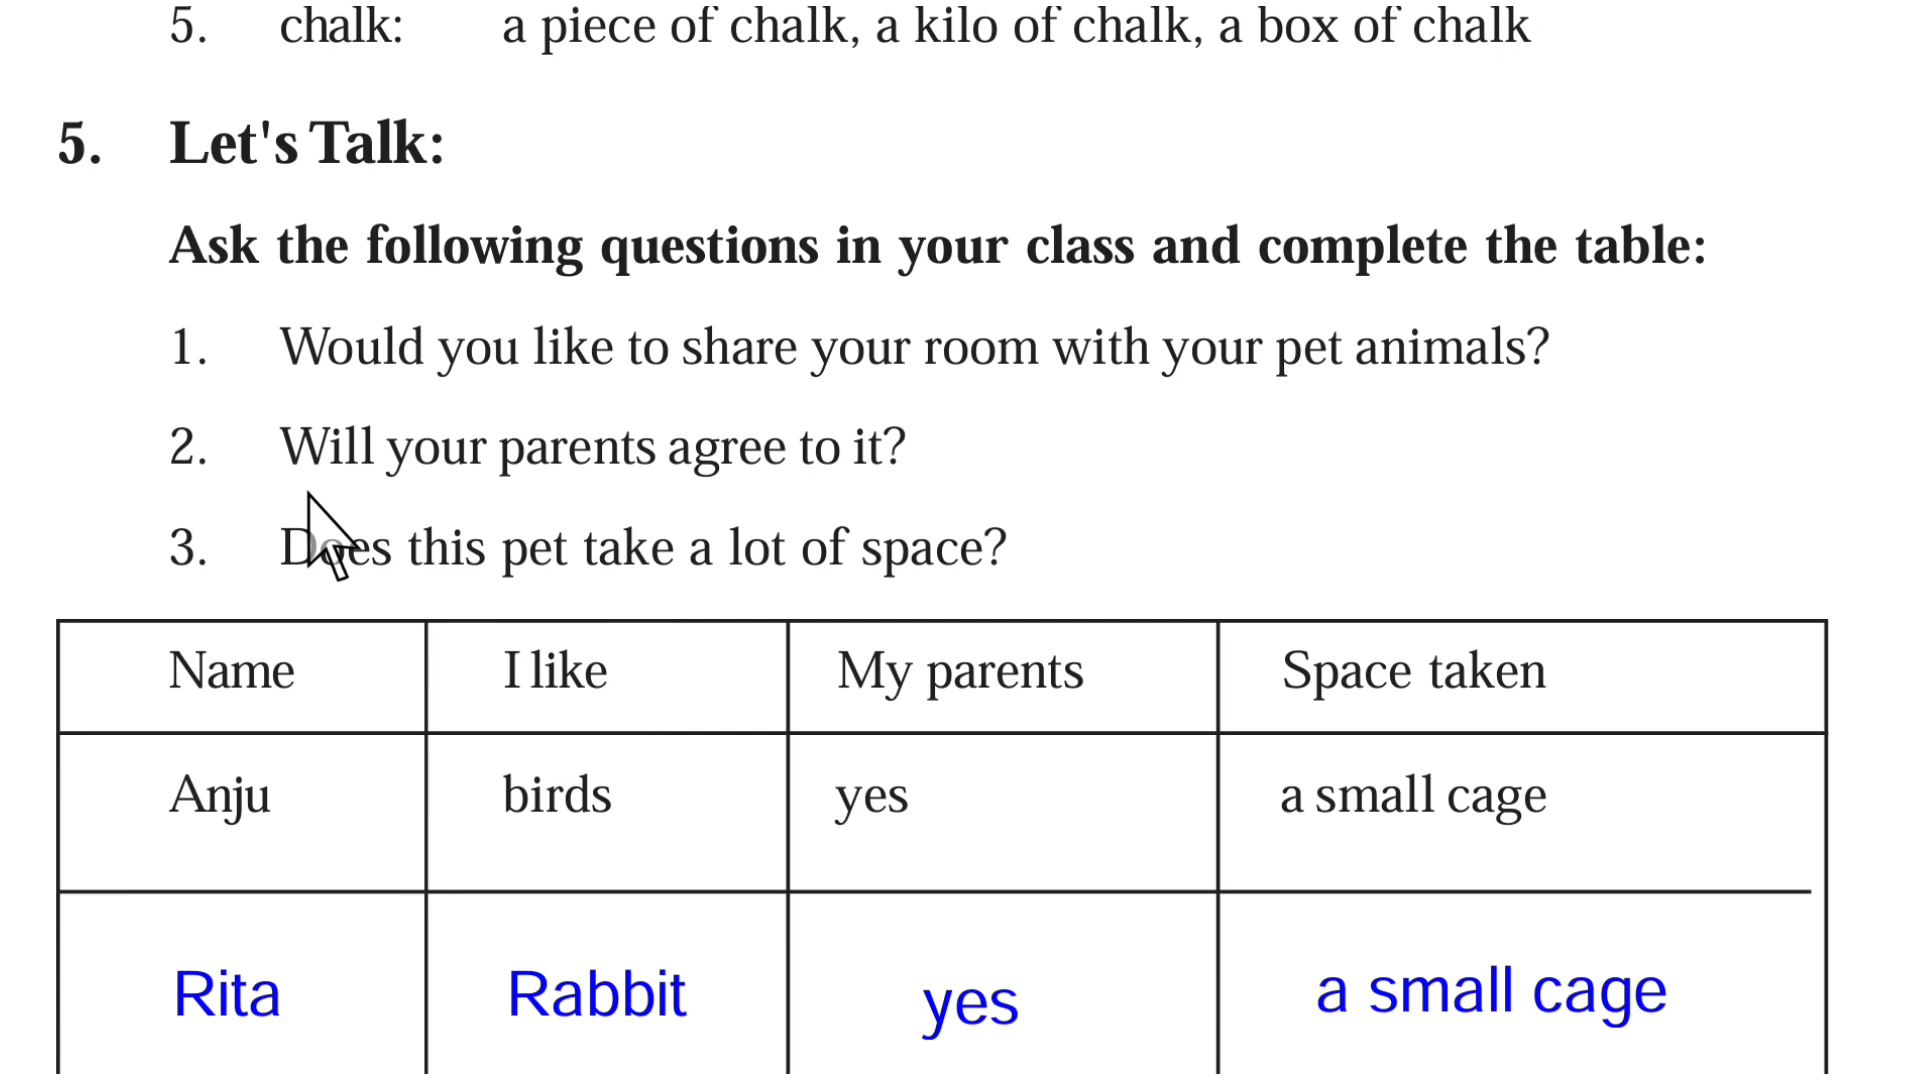 5. chalk: a piece of chalk, a kilo of chalk, a box of chalk
5. Let's Talk:
Ask the following questions in your class and complete the table:
1. Would you like to share your room with your pet animals?
2. Will your parents agree to it?
3. Does this pet take a lot of space?
Name I like My parents Space taken
Anju birds yes a small cage
Rita Rabbit yes a small cage